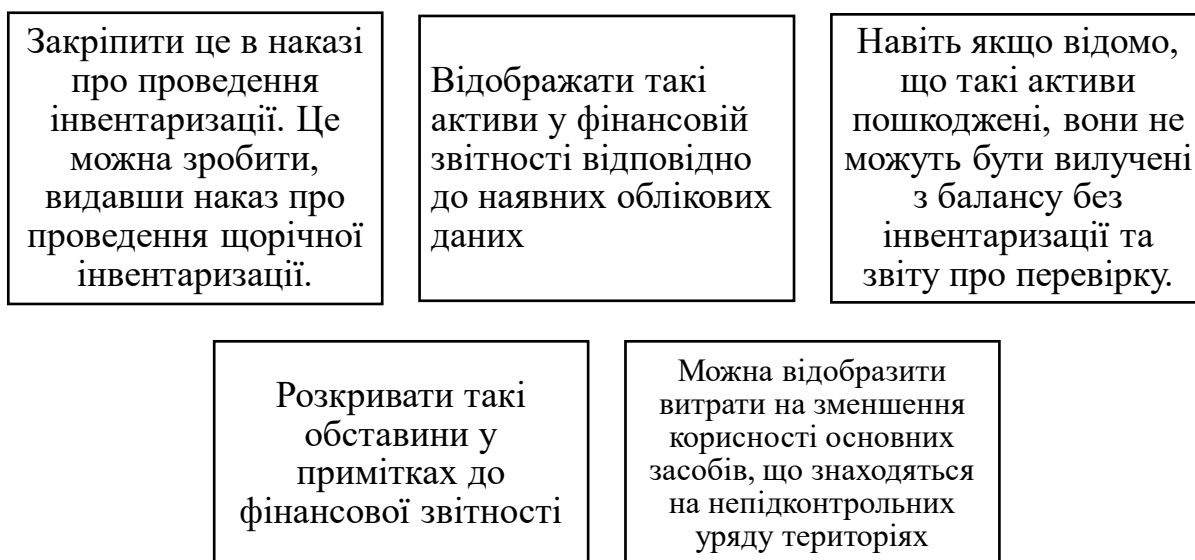 Закріпити це в наказі
про проведення
інвентаризації. Це
можна зробити,
видавши наказ про
проведення щорічної
інвентаризації.
Відображати такі
активи у фінансовій
звітності відповідно
до наявних облікових
даних
Навіть якщо відомо,
що такі активи
пошкоджені, вони не
можуть бути вилучені
з балансу без
інвентаризації та
звіту про перевірку.
Розкривати такі
обставини у
примітках до
фінансової звітності
Можна відобразити
витрати на зменшення
корисності основних
засобів, що знаходяться
на непідконтрольних
уряду територіях